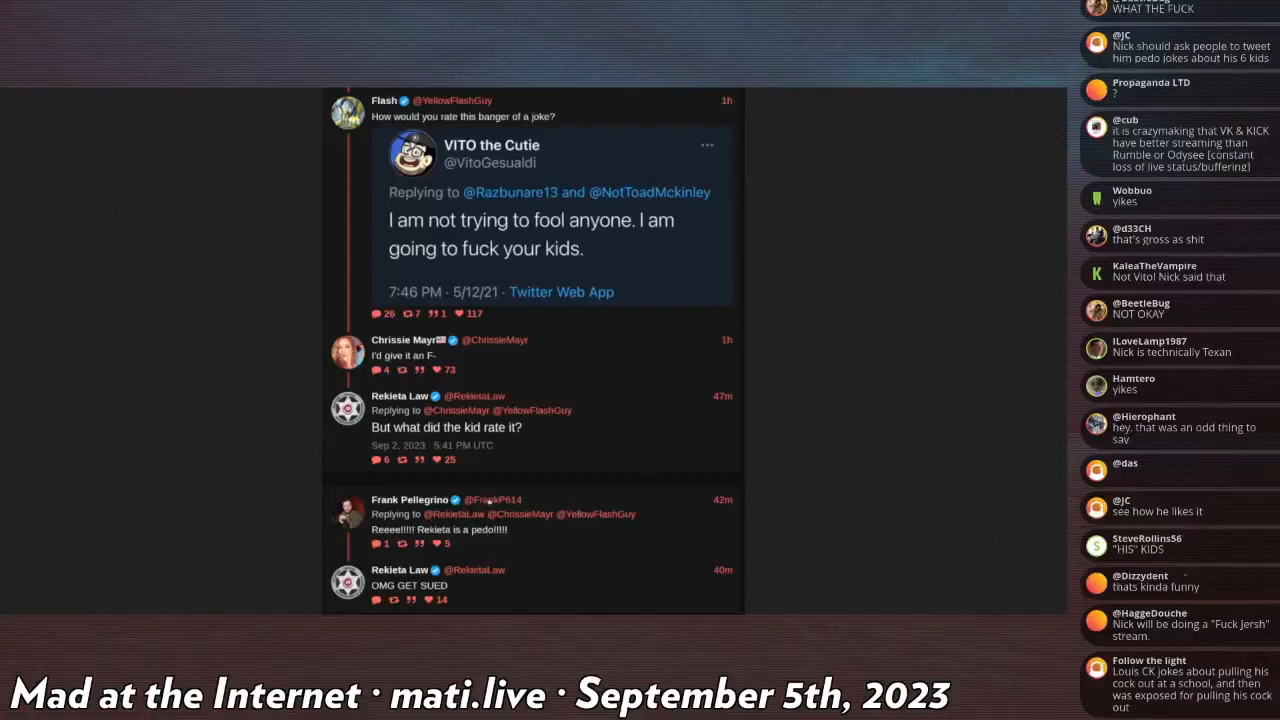 Flash @YellowFlashGuy 1h
How would you rate this banger of a joke?
VITO the Cutie ...
@VitoGesualdi
Replying to @Razbunare13 and @NotToadMckinley
I am not trying to fool anyone. I am
going to fuck your kids.
7:46 PM · 5/12/21 · Twitter Web App
26 7 1 117
Chrissie Mayr @ChrissieMayr 1h
I'd give it an F-
4 73
Rekieta Law @RekietaLaw 47m
Replying to @ChrissieMayr @YellowFlashGuy
But what did the kid rate it?
Sep 2, 2023 · 5:41 PM UTC
6 25
Frank Pellegrino @FrankP614 42m
Replying to @RekietaLaw @ChrissieMayr @YellowFlashGuy
Reeee!!!!! Rekieta is a pedo!!!!!
1 5
Rekieta Law @RekietaLaw 40m
OMG GET SUED
14
WHAT THE FUCK
@JC
Nick should ask people to tweet
him pedo jokes about his 6 kids
Propaganda LTD
?
@cub
it is crazymaking that VK & KICK
have better streaming than
Rumble or Odysee [constant
loss of live status/buffering]
Wobbuo
yikes
@d33CH
that's gross as shit
KaleaTheVampire
Not Vito! Nick said that
@BeetleBug
NOT OKAY
ILoveLamp1987
Nick is technically Texan
Hamtero
yikes
@Hierophant
hey. that was an odd thing to
say
@das
@JC
see how he likes it
SteveRollins56
"HIS" KIDS
@Dizzydent
thats kinda funny
@HaggeDouche
Nick will be doing a "Fuck Jersh"
stream.
Follow the light
Louis CK jokes about pulling his
cock out at a school, and then
was exposed for pulling his cock
out
Mad at the Internet · mati.live · September 5th, 2023